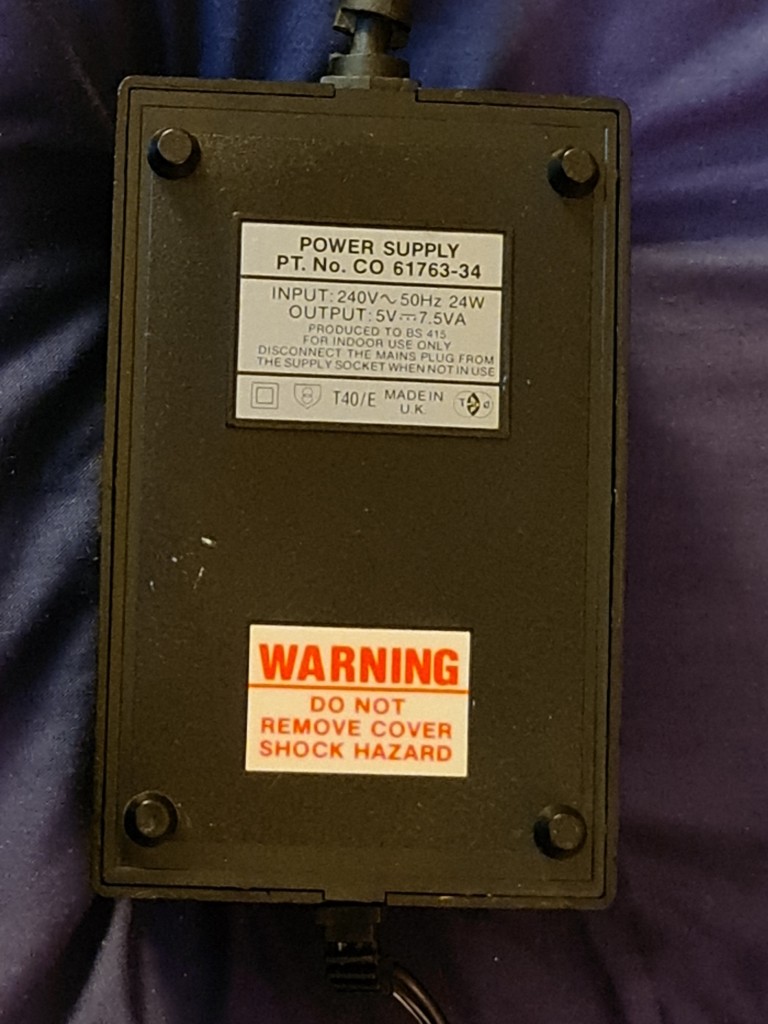 POWER SUPPLY
PT. No. CO 61763-34
INPUT: 240V~ 50Hz 24W
OUTPUT: 5V⎓7.5VA
PRODUCED TO BS 415
FOR INDOOR USE ONLY
DISCONNECT THE MAINS PLUG FROM
THE SUPPLY SOCKET WHEN NOT IN USE
T40/E MADE IN
U.K.
WARNING
DO NOT
REMOVE COVER
SHOCK HAZARD